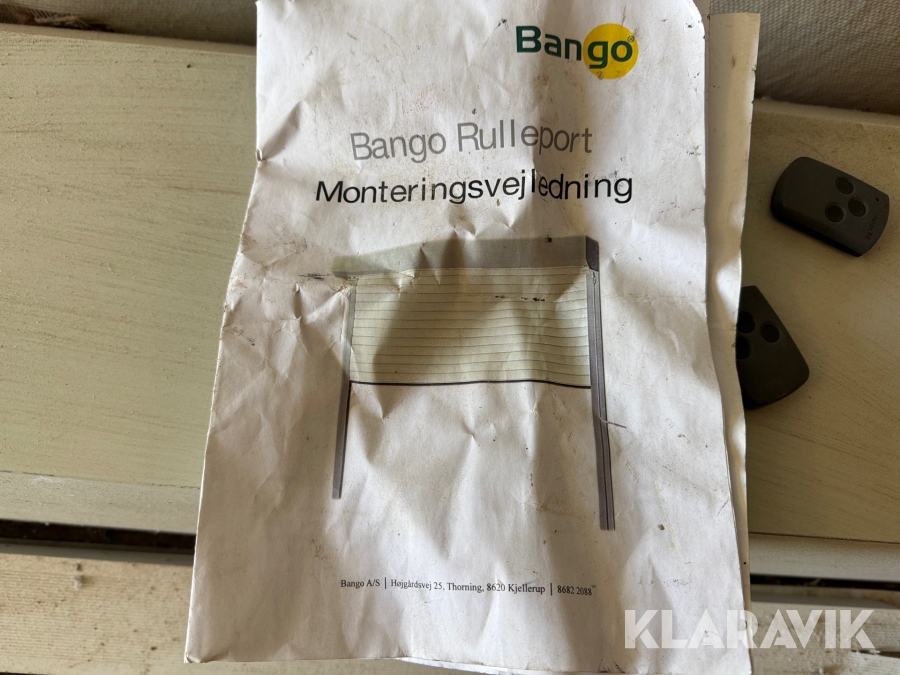 Bango®
Bango Rulleport
Monteringsvejledning
Bango A/S | Højgårdsvej 25, Thorning, 8620 Kjellerup | 8682 2088
KLARAVIK